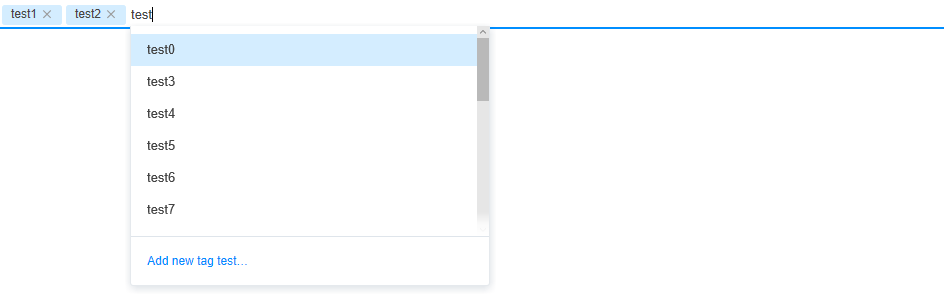 test1 test2 test
test0
test3
test4
test5
test6
test7
Add new tag test...